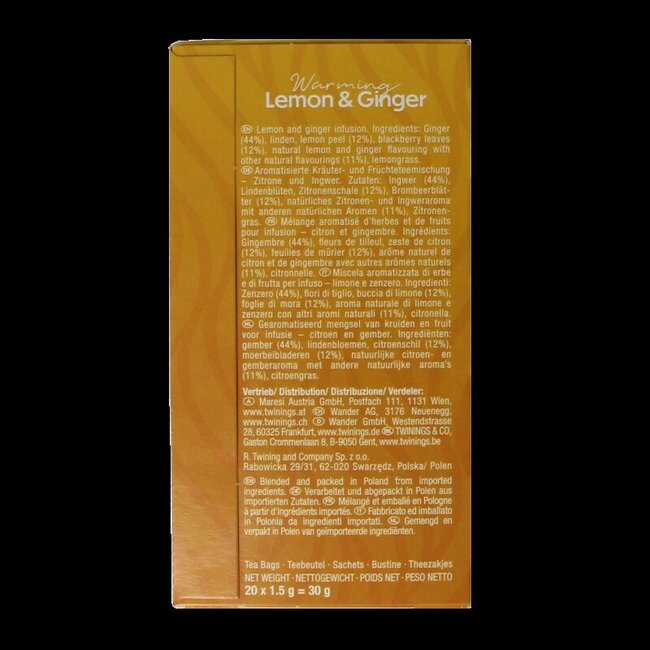 Warming
Lemon & Ginger
EN Lemon and ginger infusion. Ingredients: Ginger
(44%), linden, lemon peel (12%), blackberry leaves
(12%), natural lemon and ginger flavouring with
other natural flavourings (11%), lemongrass.
DE Aromatisierte Kräuter- und Früchteteemischung
– Zitrone und Ingwer. Zutaten: Ingwer (44%),
Lindenblüten, Zitronenschale (12%), Brombeerblät-
ter (12%), natürliches Zitronen- und Ingweraroma
mit anderen natürlichen Aromen (11%), Zitronen-
gras. FR Mélange aromatisé d'herbes et de fruits
pour infusion – citron et gingembre. Ingrédients:
Gingembre (44%), fleurs de tilleul, zeste de citron
(12%), feuilles de mûrier (12%), arôme naturel de
citron et de gingembre avec autres arômes naturels
(11%), citronnelle. IT Miscela aromatizzata di erbe
e di frutta per infuso – limone e zenzero. Ingredienti:
Zenzero (44%), fiori di tiglio, buccia di limone (12%),
foglie di mora (12%), aroma naturale di limone e
zenzero con altri aromi naturali (11%), citronella.
NL Gearomatiseerd mengsel van kruiden en fruit
voor infusie – citroen en gember. Ingrediënten:
gember (44%), lindenbloemen, citroenschil (12%),
moerbeibladeren (12%), natuurlijke citroen- en
gemberaroma met andere natuurlijke aroma's
(11%), citroengras.
Vertrieb/ Distribution/ Distribuzione/ Verdeler:
A Maresi Austria GmbH, Postfach 111, 1131 Wien,
www.twinings.at CH Wander AG, 3176 Neuenegg,
www.twinings.ch D Wander GmbH, Westendstrasse
28, 60325 Frankfurt, www.twinings.de BE TWININGS & CO,
Gaston Crommenlaan 8, B-9050 Gent, www.twinings.be
R. Twining and Company Sp. z o.o.
Rabowicka 29/31, 62-020 Swarzędz, Polska/ Polen
EN Blended and packed in Poland from imported
ingredients. DE Verarbeitet und abgepackt in Polen aus
importierten Zutaten. FR Mélangé et emballé en Pologne
à partir d'ingrédients importés. IT Fabbricato ed imballato
in Polonia da ingredienti importati. NL Gemengd en
verpakt in Polen van geïmporteerde ingrediënten.
Tea Bags · Teebeutel · Sachets · Bustine · Theezakjes
NET WEIGHT · NETTOGEWICHT · POIDS NET · PESO NETTO
20 x 1.5 g = 30 g